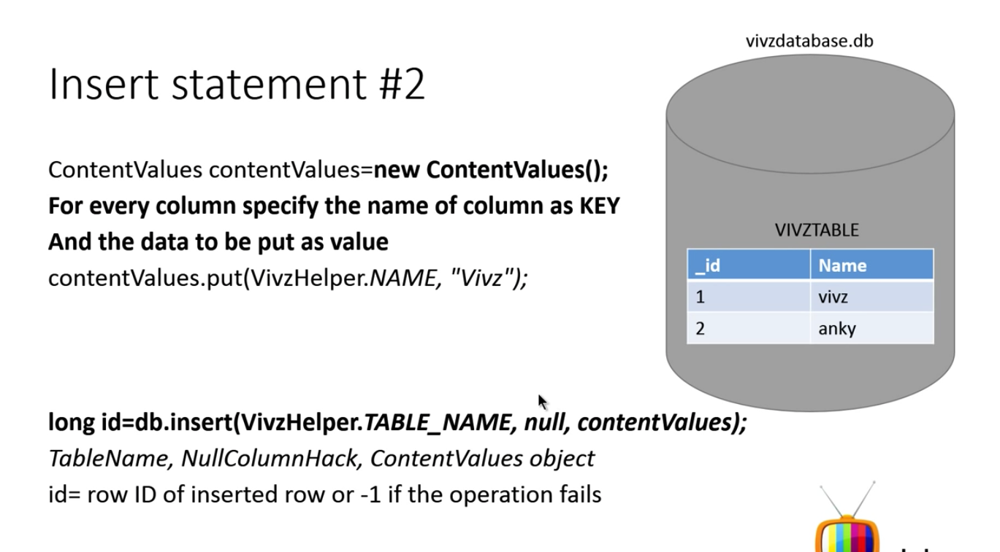 vivzdatabase.db
Insert statement #2
ContentValues contentValues=new ContentValues();
For every column specify the name of column as KEY
And the data to be put as value
contentValues.put(VivzHelper.NAME, "Vivz");
VIVZTABLE
_id Name
1 vivz
2 anky
long id=db.insert(VivzHelper.TABLE_NAME, null, contentValues);
TableName, NullColumnHack, ContentValues object
id= row ID of inserted row or -1 if the operation fails